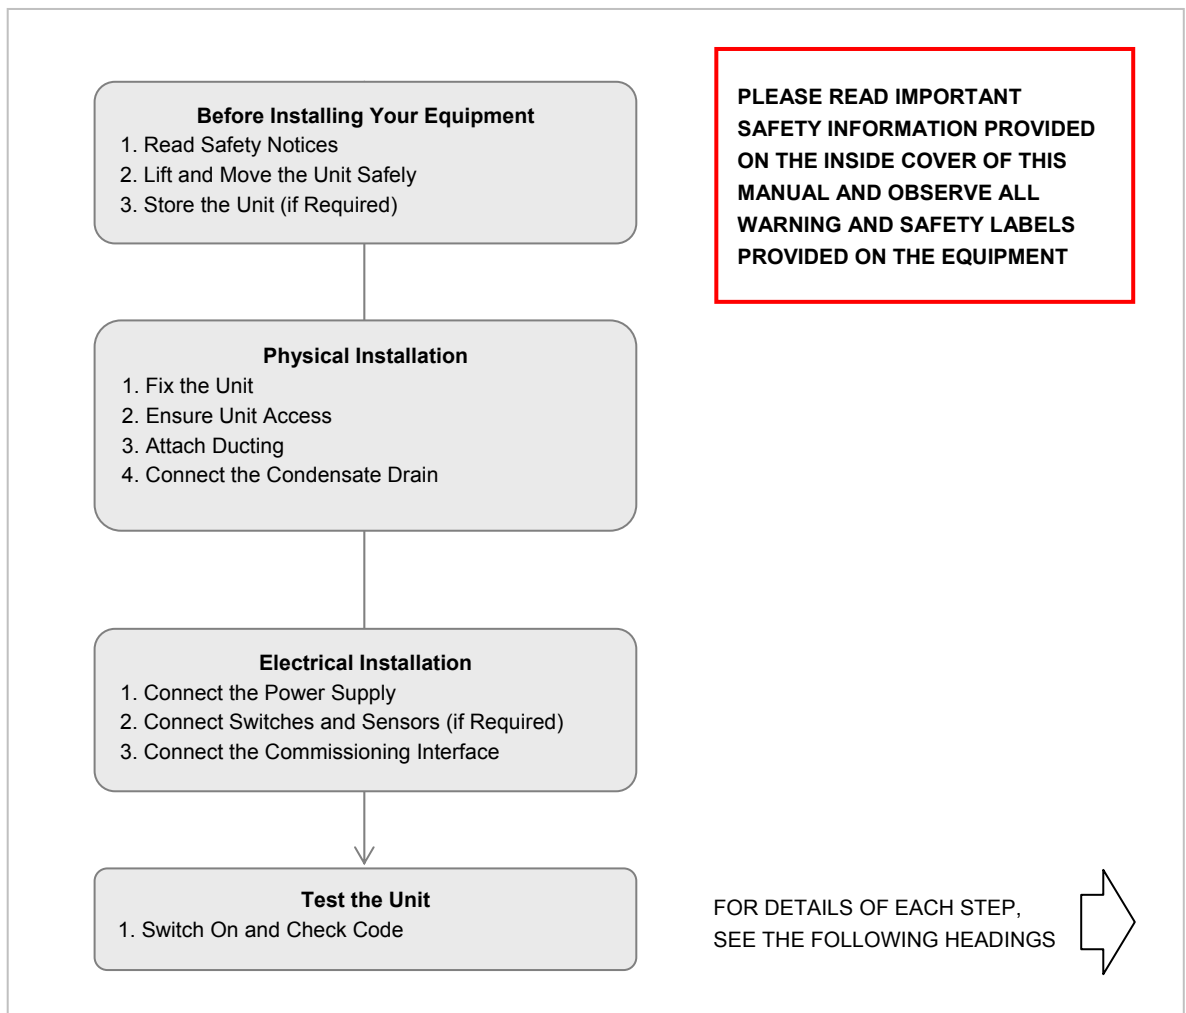 Before Installing Your Equipment
1. Read Safety Notices
2. Lift and Move the Unit Safely
3. Store the Unit (if Required)
PLEASE READ IMPORTANT
SAFETY INFORMATION PROVIDED
ON THE INSIDE COVER OF THIS
MANUAL AND OBSERVE ALL
WARNING AND SAFETY LABELS
PROVIDED ON THE EQUIPMENT
Physical Installation
1. Fix the Unit
2. Ensure Unit Access
3. Attach Ducting
4. Connect the Condensate Drain
Electrical Installation
1. Connect the Power Supply
2. Connect Switches and Sensors (if Required)
3. Connect the Commissioning Interface
Test the Unit
1. Switch On and Check Code
FOR DETAILS OF EACH STEP,
SEE THE FOLLOWING HEADINGS